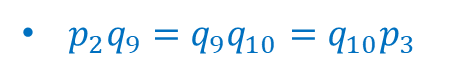 • p₂q₉ = q₉q₁₀ = q₁₀p₃